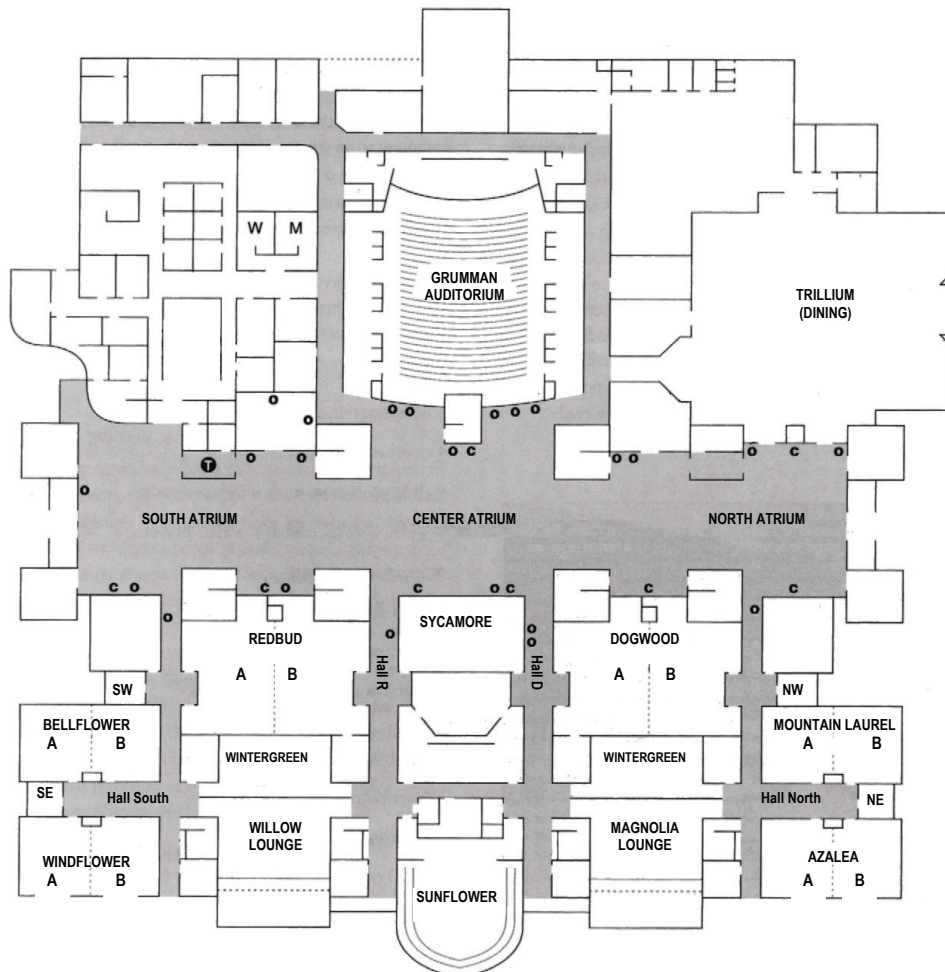 W M
GRUMMAN
AUDITORIUM
TRILLIUM
(DINING)
o
o
o o
o o o
o c
T
o o
o o
o c o
o
SOUTH ATRIUM
CENTER ATRIUM
NORTH ATRIUM
c o
c o
c
o c
c
c
o
o
o
o
o
REDBUD
A B
SYCAMORE
DOGWOOD
A B
Hall R
Hall D
SW
NW
BELLFLOWER
A B
MOUNTAIN LAUREL
A B
WINTERGREEN
WINTERGREEN
SE
Hall South
Hall North
NE
WINDFLOWER
A B
WILLOW
LOUNGE
MAGNOLIA
LOUNGE
AZALEA
A B
SUNFLOWER